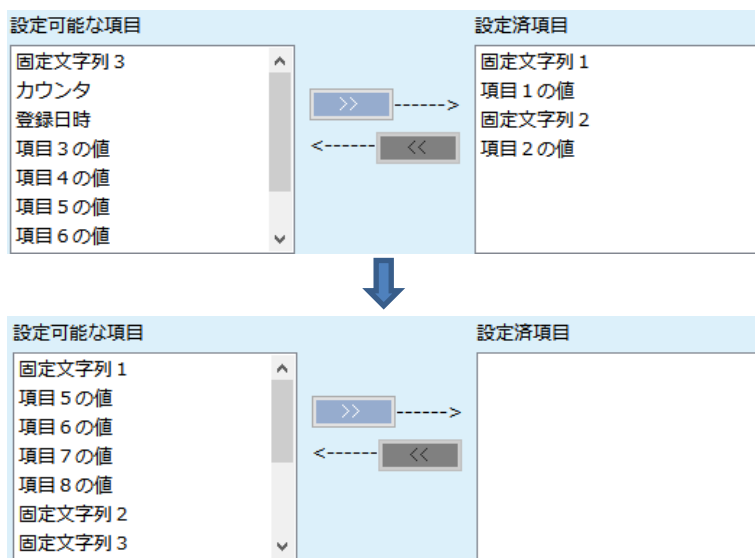 設定可能な項目 設定済項目
固定文字列３ 固定文字列１
カウンタ 項目１の値
登録日時 固定文字列２
項目３の値 項目２の値
項目４の値
項目５の値
項目６の値
>> ------>
<------ <<
設定可能な項目 設定済項目
固定文字列１
項目５の値
項目６の値
項目７の値
項目８の値
固定文字列２
固定文字列３
>> ------>
<------ <<